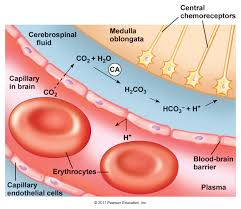 Central
chemoreceptors
Cerebrospinal
fluid
Medulla
oblongata
CO₂ + H₂O
CA
H₂CO₃
HCO₃⁻ + H⁺
Capillary
in brain
CO₂
H⁺
Blood-brain
barrier
Erythrocytes
Plasma
Capillary
endothelial cells
© 2011 Pearson Education, Inc.